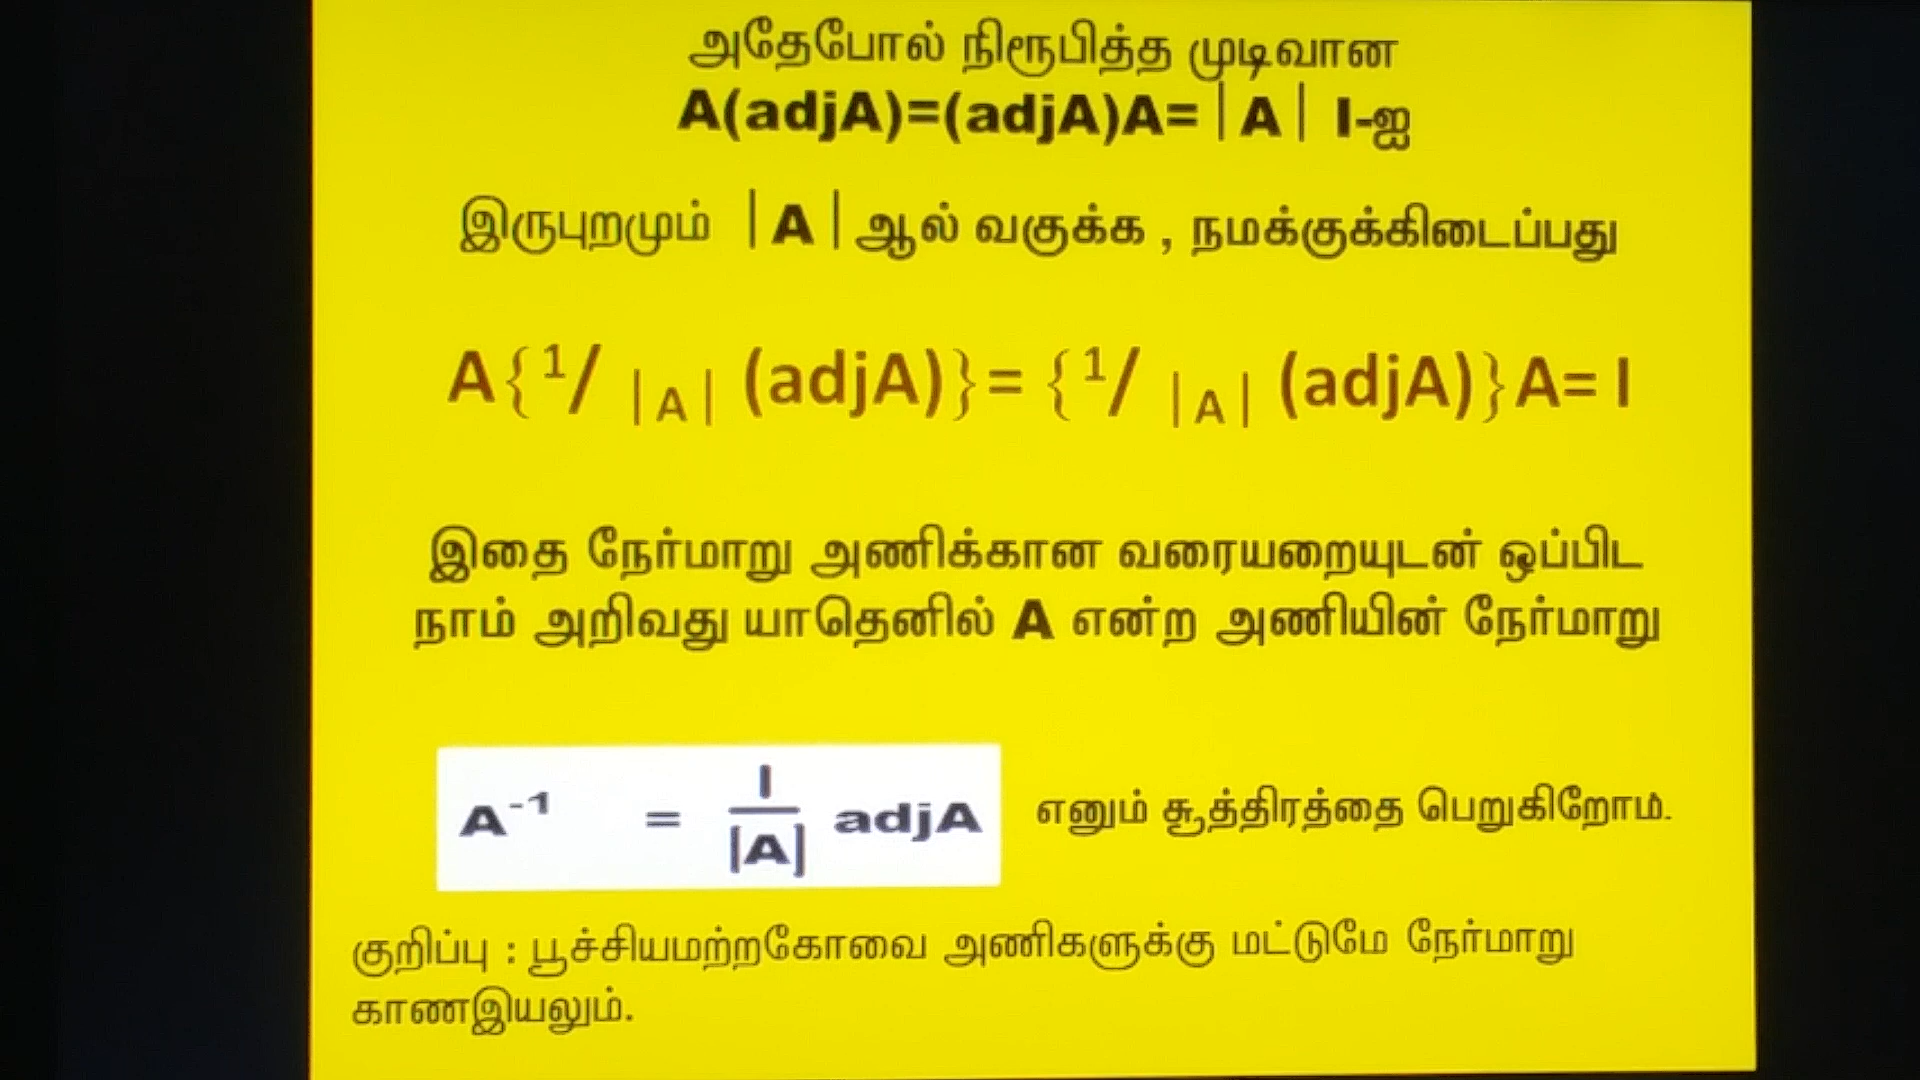 அதேபோல் நிரூபித்த முடிவான
A(adjA)=(adjA)A= | A | I-ஐ
இருபுறமும் | A | ஆல் வகுக்க , நமக்குக்கிடைப்பது
A{1/ |A| (adjA)}= {1/ |A| (adjA)}A= I
இதை நேர்மாறு அணிக்கான வரையறையுடன் ஒப்பிட
நாம் அறிவது யாதெனில் A என்ற அணியின் நேர்மாறு
A⁻¹ = I/|A| adjA எனும் சூத்திரத்தை பெறுகிறோம்.
குறிப்பு : பூச்சியமற்றகோவை அணிகளுக்கு மட்டுமே நேர்மாறு
காணஇயலும்.